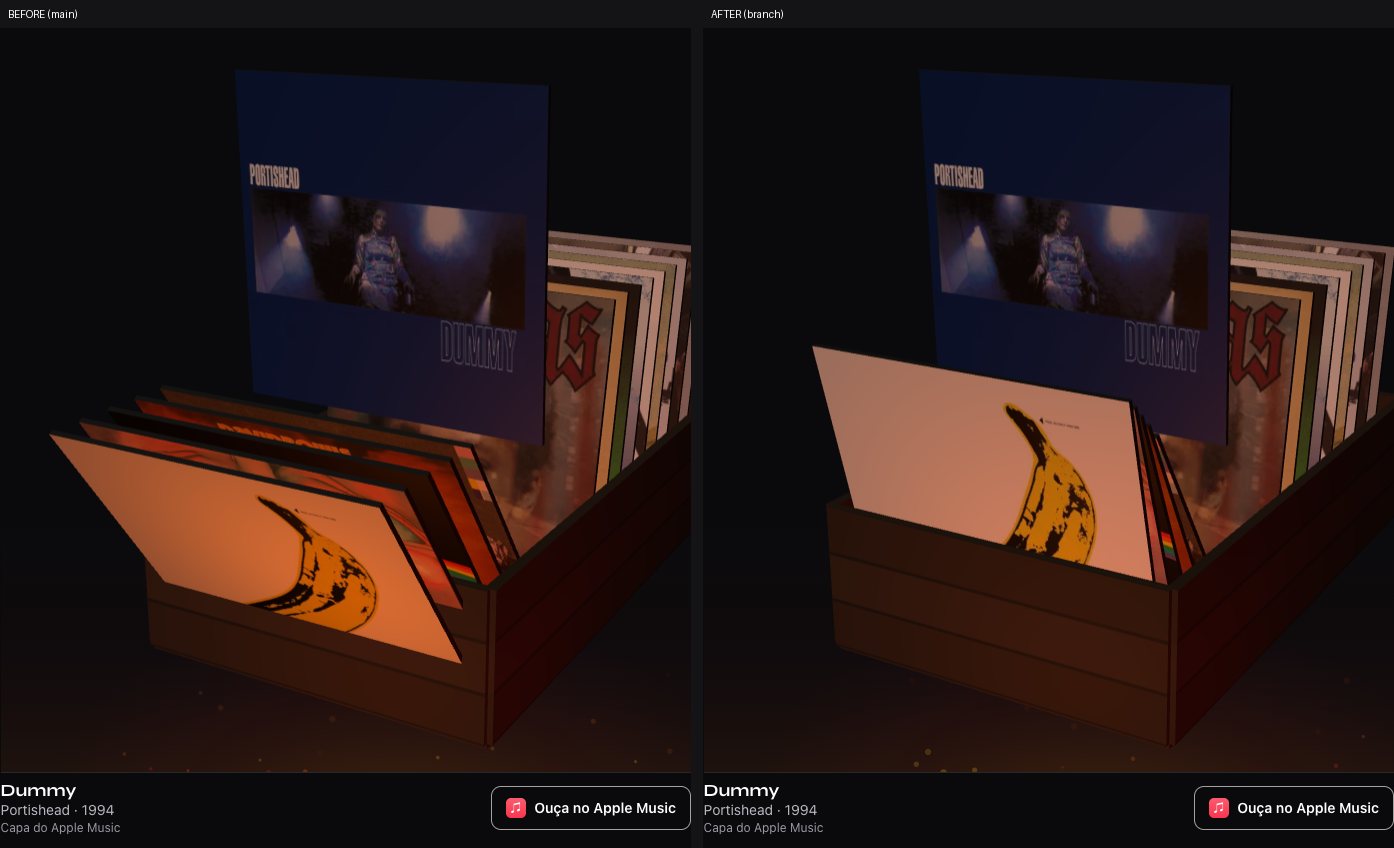 BEFORE (main)
PORTISHEAD
DUMMY
Dummy
Portishead · 1994
Capa do Apple Music
Ouça no Apple Music
AFTER (branch)
PORTISHEAD
DUMMY
Dummy
Portishead · 1994
Capa do Apple Music
Ouça no Apple Music